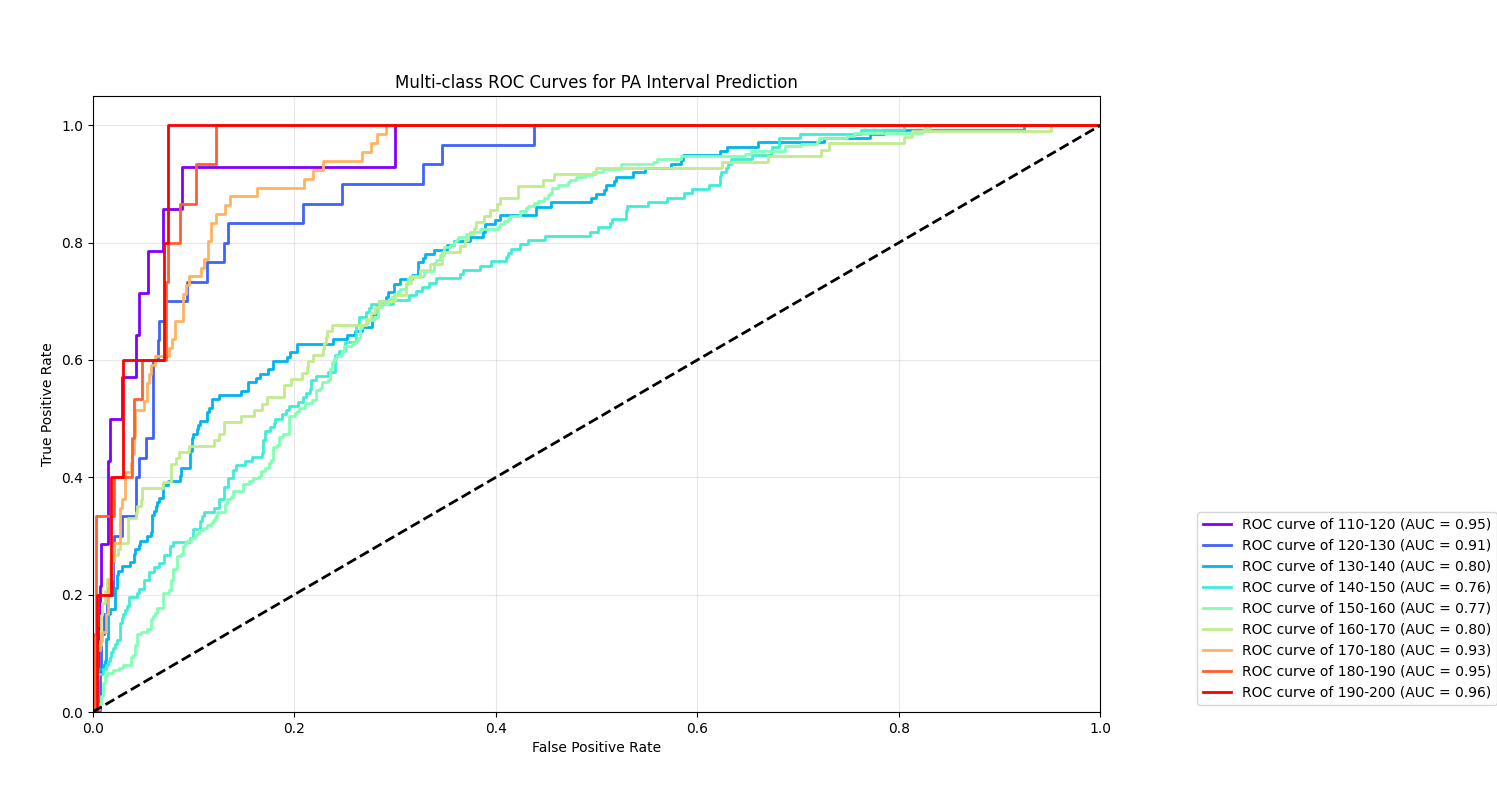 Multi-class ROC Curves for PA Interval Prediction
True Positive Rate
1.0
0.8
0.6
0.4
0.2
0.0
0.0 0.2 0.4 0.6 0.8 1.0
False Positive Rate
ROC curve of 110-120 (AUC = 0.95)
ROC curve of 120-130 (AUC = 0.91)
ROC curve of 130-140 (AUC = 0.80)
ROC curve of 140-150 (AUC = 0.76)
ROC curve of 150-160 (AUC = 0.77)
ROC curve of 160-170 (AUC = 0.80)
ROC curve of 170-180 (AUC = 0.93)
ROC curve of 180-190 (AUC = 0.95)
ROC curve of 190-200 (AUC = 0.96)